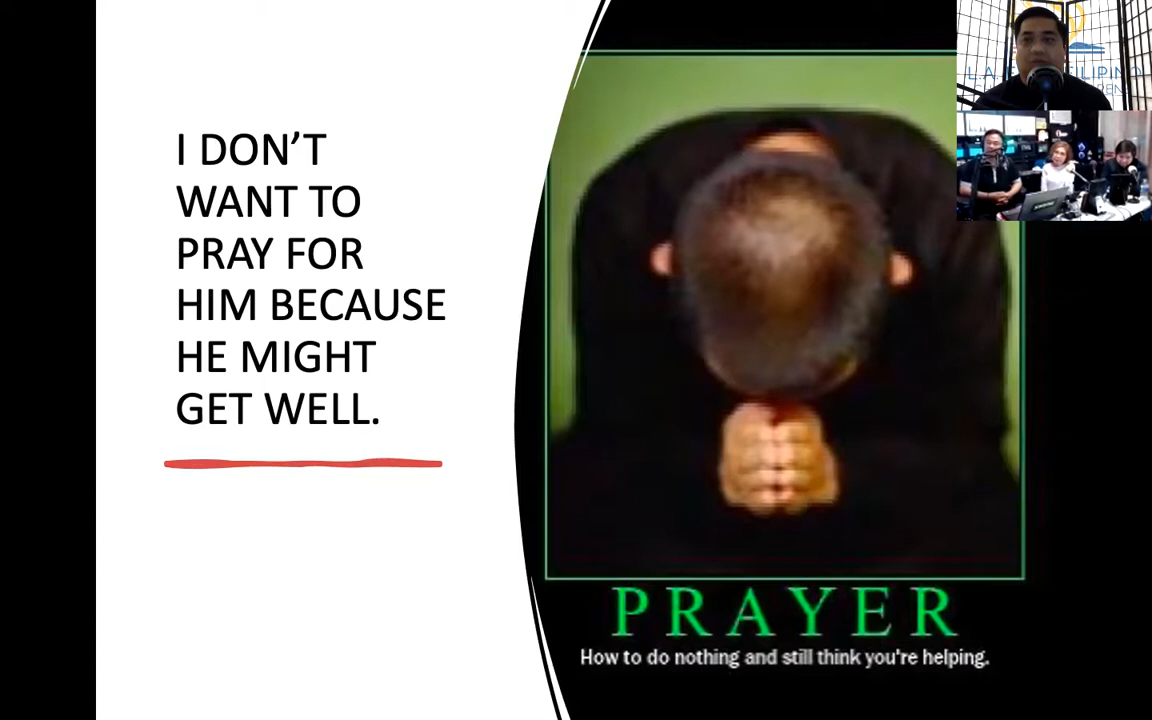 I DON'T
WANT TO
PRAY FOR
HIM BECAUSE
HE MIGHT
GET WELL.
PRAYER
How to do nothing and still think you're helping.
L.A.
FILIPINO